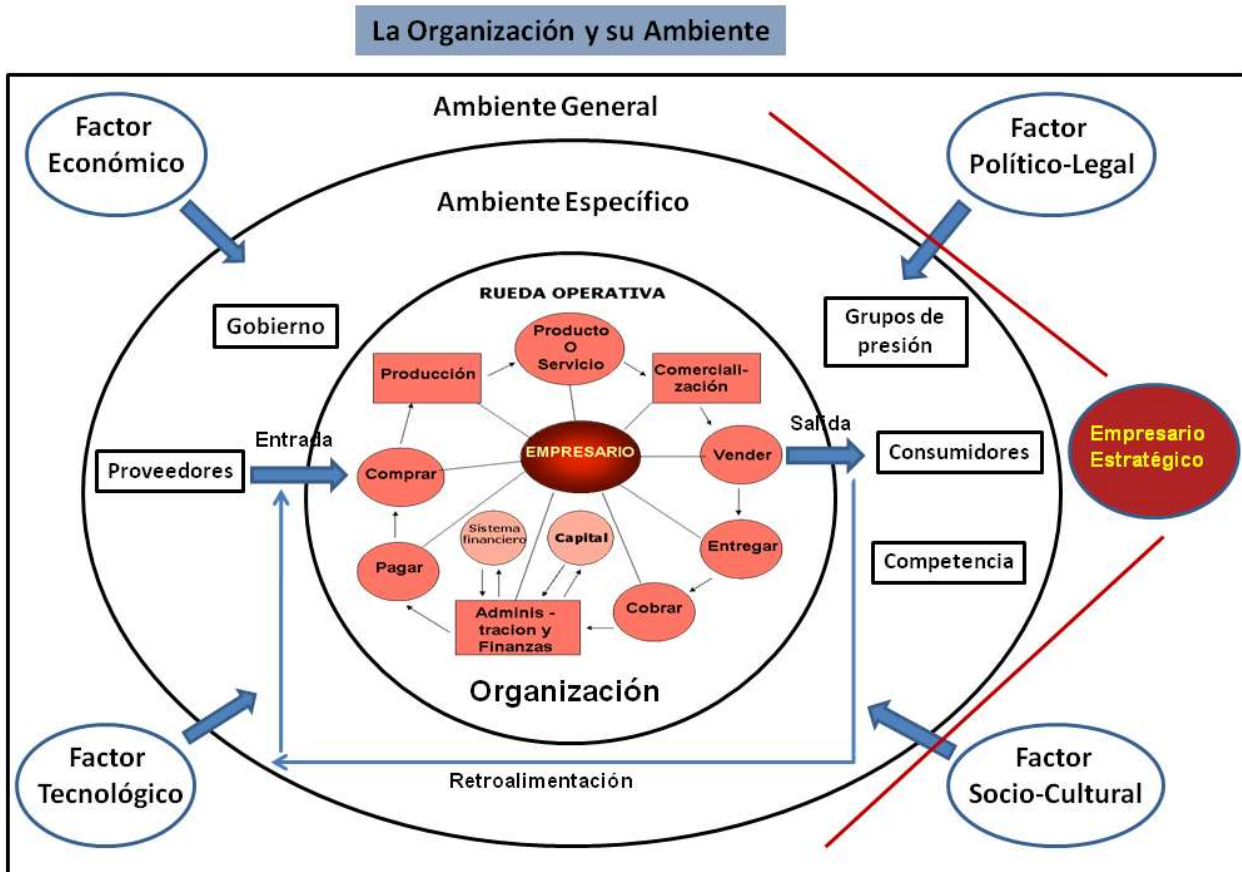 La Organización y su Ambiente
Ambiente General
Factor
Económico
Factor
Político-Legal
Ambiente Específico
RUEDA OPERATIVA
Gobierno
Grupos de
presión
Producto
O
Servicio
Producción
Comerciali-
zación
Entrada
Salida
Proveedores
Comprar
EMPRESARIO
Vender
Consumidores
Empresario
Estratégico
Sistema
financiero
Capital
Pagar
Entregar
Competencia
Adminis -
tracion y
Finanzas
Cobrar
Organización
Factor
Tecnológico
Retroalimentación
Factor
Socio-Cultural